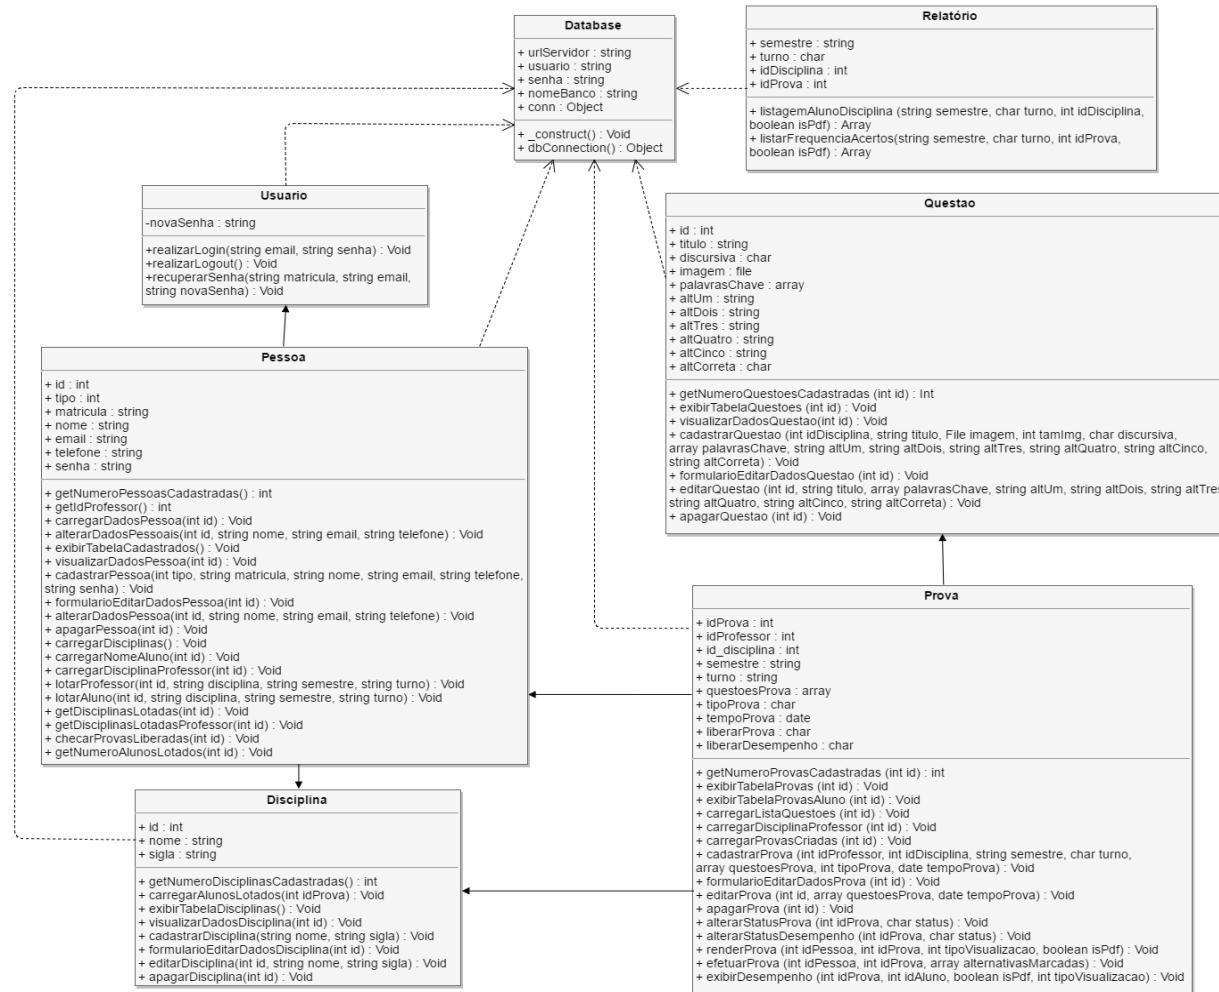 Database
+ urlServidor : string
+ usuario : string
+ senha : string
+ nomeBanco : string
+ conn : Object
+ _construct() : Void
+ dbConnection() : Object
Relatório
+ semestre : string
+ turno : char
+ idDisciplina : int
+ idProva : int
+ listagemAlunoDisciplina (string semestre, char turno, int idDisciplina,
boolean isPdf) : Array
+ listarFrequenciaAcertos(string semestre, char turno, int idProva,
boolean isPdf) : Array
Usuario
-novaSenha : string
+realizarLogin(string email, string senha) : Void
+realizarLogout() : Void
+recuperarSenha(string matricula, string email,
string novaSenha) : Void
Questao
+ id : int
+ titulo : string
+ discursiva : char
+ imagem : file
+ palavrasChave : array
+ altUm : string
+ altDois : string
+ altTres : string
+ altQuatro : string
+ altCinco : string
+ altCorreta : char
+ getNumeroQuestoesCadastradas (int id) : Int
+ exibirTabelaQuestoes (int id) : Void
+ visualizarDadosQuestao(int id) : Void
+ cadastrarQuestao (int idDisciplina, string titulo, File imagem, int tamImg, char discursiva,
array palavrasChave, string altUm, string altDois, string altTres, string altQuatro, string altCinco,
string altCorreta) : Void
+ formularioEditarDadosQuestao (int id) : Void
+ editarQuestao (int id, string titulo, array palavrasChave, string altUm, string altDois, string altTres
string altQuatro, string altCinco, string altCorreta) : Void
+ apagarQuestao (int id) : Void
Pessoa
+ id : int
+ tipo : int
+ matricula : string
+ nome : string
+ email : string
+ telefone : string
+ senha : string
+ getNumeroPessoasCadastradas() : int
+ getIdProfessor() : int
+ carregarDadosPessoa(int id) : Void
+ alterarDadosPessoais(int id, string nome, string email, string telefone) : Void
+ exibirTabelaCadastrados() : Void
+ visualizarDadosPessoa(int id) : Void
+ cadastrarPessoa(int tipo, string matricula, string nome, string email, string telefone,
string senha) : Void
+ formularioEditarDadosPessoa(int id) : Void
+ alterarDadosPessoa(int id, string nome, string email, string telefone) : Void
+ apagarPessoa(int id) : Void
+ carregarDisciplinas() : Void
+ carregarNomeAluno(int id) : Void
+ carregarDisciplinaProfessor(int id) : Void
+ lotarProfessor(int id, string disciplina, string semestre, string turno) : Void
+ lotarAluno(int id, string disciplina, string semestre, string turno) : Void
+ getDisciplinasLotadas(int id) : Void
+ getDisciplinasLotadasProfessor(int id) : Void
+ checarProvasLiberadas(int id) : Void
+ getNumeroAlunosLotados(int id) : Void
Prova
+ idProva : int
+ idProfessor : int
+ id_disciplina : int
+ semestre : string
+ turno : string
+ questoesProva : array
+ tipoProva : char
+ tempoProva : date
+ liberarProva : char
+ liberarDesempenho : char
+ getNumeroProvasCadastradas (int id) : int
+ exibirTabelaProvas (int id) : Void
+ exibirTabelaProvasAluno (int id) : Void
+ carregarListaQuestoes (int id) : Void
+ carregarDisciplinaProfessor (int id) : Void
+ carregarProvasCriadas (int id) : Void
+ cadastrarProva (int idProfessor, int idDisciplina, string semestre, char turno,
array questoesProva, int tipoProva, date tempoProva) : Void
+ formularioEditarDadosProva (int id) : Void
+ editarProva (int id, array questoesProva, date tempoProva) : Void
+ apagarProva (int id) : Void
+ alterarStatusProva (int idProva, char status) : Void
+ alterarStatusDesempenho (int idProva, char status) : Void
+ renderProva (int idPessoa, int idProva, int tipoVisualizacao, boolean isPdf) : Void
+ efetuarProva (int idPessoa, int idProva, array alternativasMarcadas) : Void
+ exibirDesempenho (int idProva, int idAluno, boolean isPdf, int tipoVisualizacao) : Void
Disciplina
+ id : int
+ nome : string
+ sigla : string
+ getNumeroDisciplinasCadastradas() : int
+ carregarAlunosLotados(int idProva) : Void
+ exibirTabelaDisciplinas() : Void
+ visualizarDadosDisciplina(int id) : Void
+ cadastrarDisciplina(string nome, string sigla) : Void
+ formularioEditarDadosDisciplina(int id) : Void
+ editarDisciplina(int id, string nome, string sigla) : Void
+ apagarDisciplina(int id) : Void